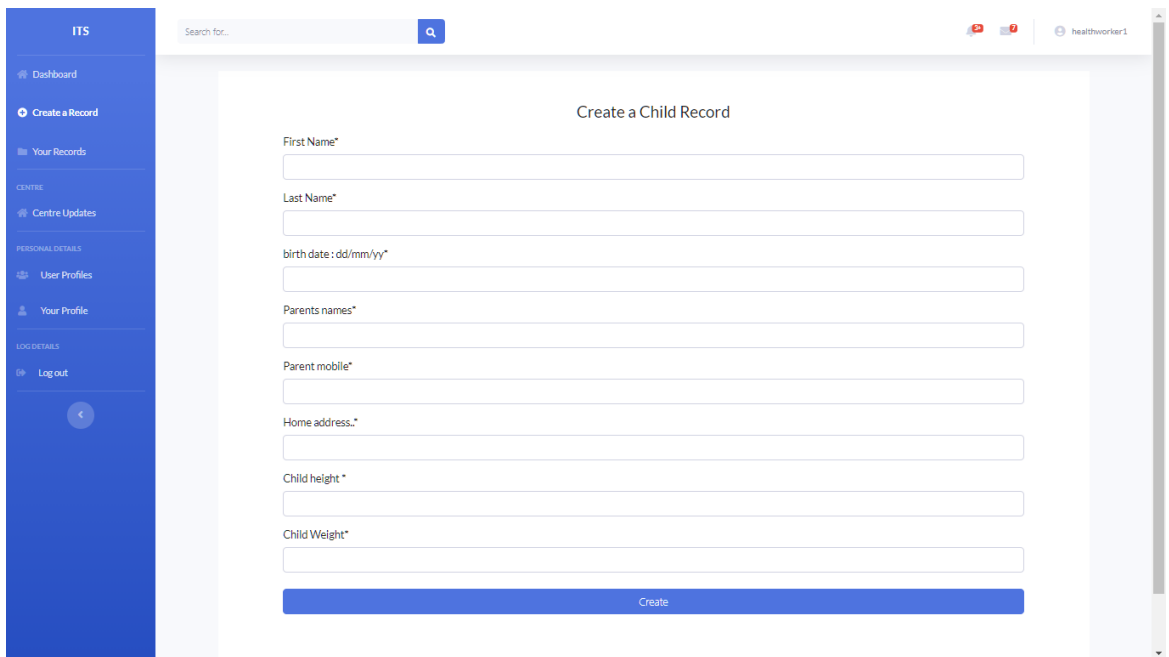 ITS
Dashboard
Create a Record
Your Records
CENTRE
Centre Updates
PERSONAL DETAILS
User Profiles
Your Profile
LOG DETAILS
Log out
Search for...
3+
7
healthworker1
Create a Child Record
First Name*
Last Name*
birth date : dd/mm/yy*
Parents names*
Parent mobile*
Home address..*
Child height *
Child Weight*
Create